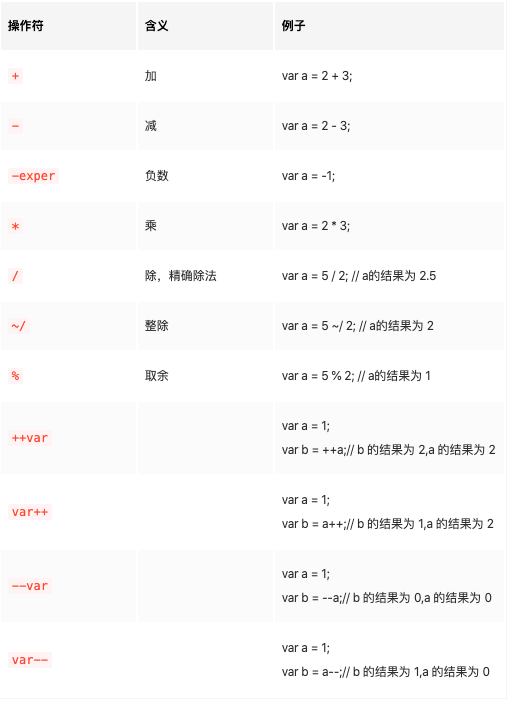 操作符 含义 例子
+ 加 var a = 2 + 3;
- 减 var a = 2 - 3;
-exper 负数 var a = -1;
* 乘 var a = 2 * 3;
/ 除，精确除法 var a = 5 / 2; // a的结果为 2.5
~/ 整除 var a = 5 ~/ 2; // a的结果为 2
% 取余 var a = 5 % 2; // a的结果为 1
++var var a = 1;
var b = ++a;// b 的结果为 2,a 的结果为 2
var++ var a = 1;
var b = a++;// b 的结果为 1,a 的结果为 2
--var var a = 1;
var b = --a;// b 的结果为 0,a 的结果为 0
var-- var a = 1;
var b = a--;// b 的结果为 1,a 的结果为 0